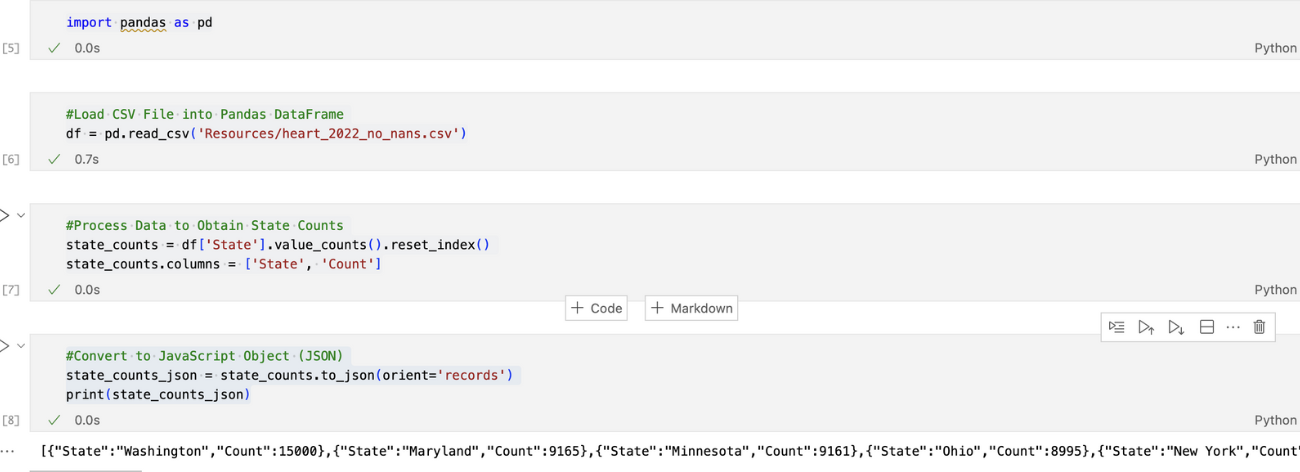 import pandas as pd
[5]
0.0s
Python
#Load CSV File into Pandas DataFrame
df = pd.read_csv('Resources/heart_2022_no_nans.csv')
[6]
0.7s
Python
#Process Data to Obtain State Counts
state_counts = df['State'].value_counts().reset_index()
state_counts.columns = ['State', 'Count']
[7]
0.0s
Python
+ Code + Markdown
#Convert to JavaScript Object (JSON)
state_counts_json = state_counts.to_json(orient='records')
print(state_counts_json)
[8]
0.0s
Python
[{"State":"Washington","Count":15000},{"State":"Maryland","Count":9165},{"State":"Minnesota","Count":9161},{"State":"Ohio","Count":8995},{"State":"New York","Count